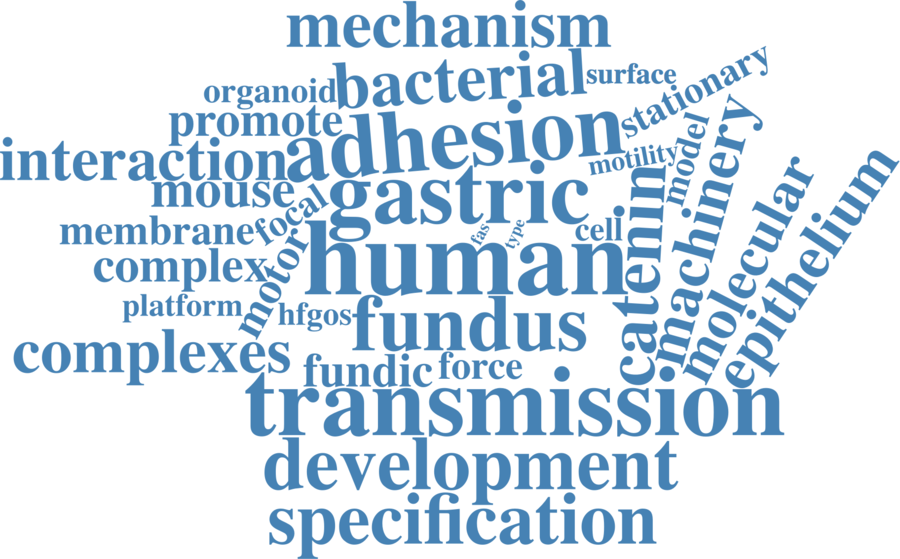 mechanism
organoid
bacterial
surface
stationary
promote
adhesion
motility
model
interaction
mouse
focal
gastric
catenin
machinery
molecular
epithelium
membrane
motor
human
fas
type
cell
complex
platform
hfgos
fundus
complexes
fundic
force
transmission
development
specification